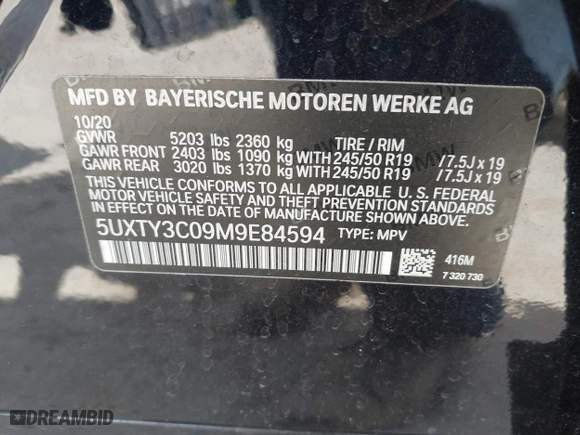 MFD BY BAYERISCHE MOTOREN WERKE AG
10/20
GVWR 5203 lbs 2360 kg TIRE / RIM
GAWR FRONT 2403 lbs 1090 kg WITH 245/50 R19 / 7.5J x 19
GAWR REAR 3020 lbs 1370 kg WITH 245/50 R19 / 7.5J x 19
THIS VEHICLE CONFORMS TO ALL APPLICABLE U. S. FEDERAL
MOTOR VEHICLE SAFETY AND THEFT PREVENTION STANDARDS
IN EFFECT ON THE DATE OF MANUFACTURE SHOWN ABOVE.
5UXTY3C09M9E84594 TYPE: MPV
416M
7 320 730
DREAMBID